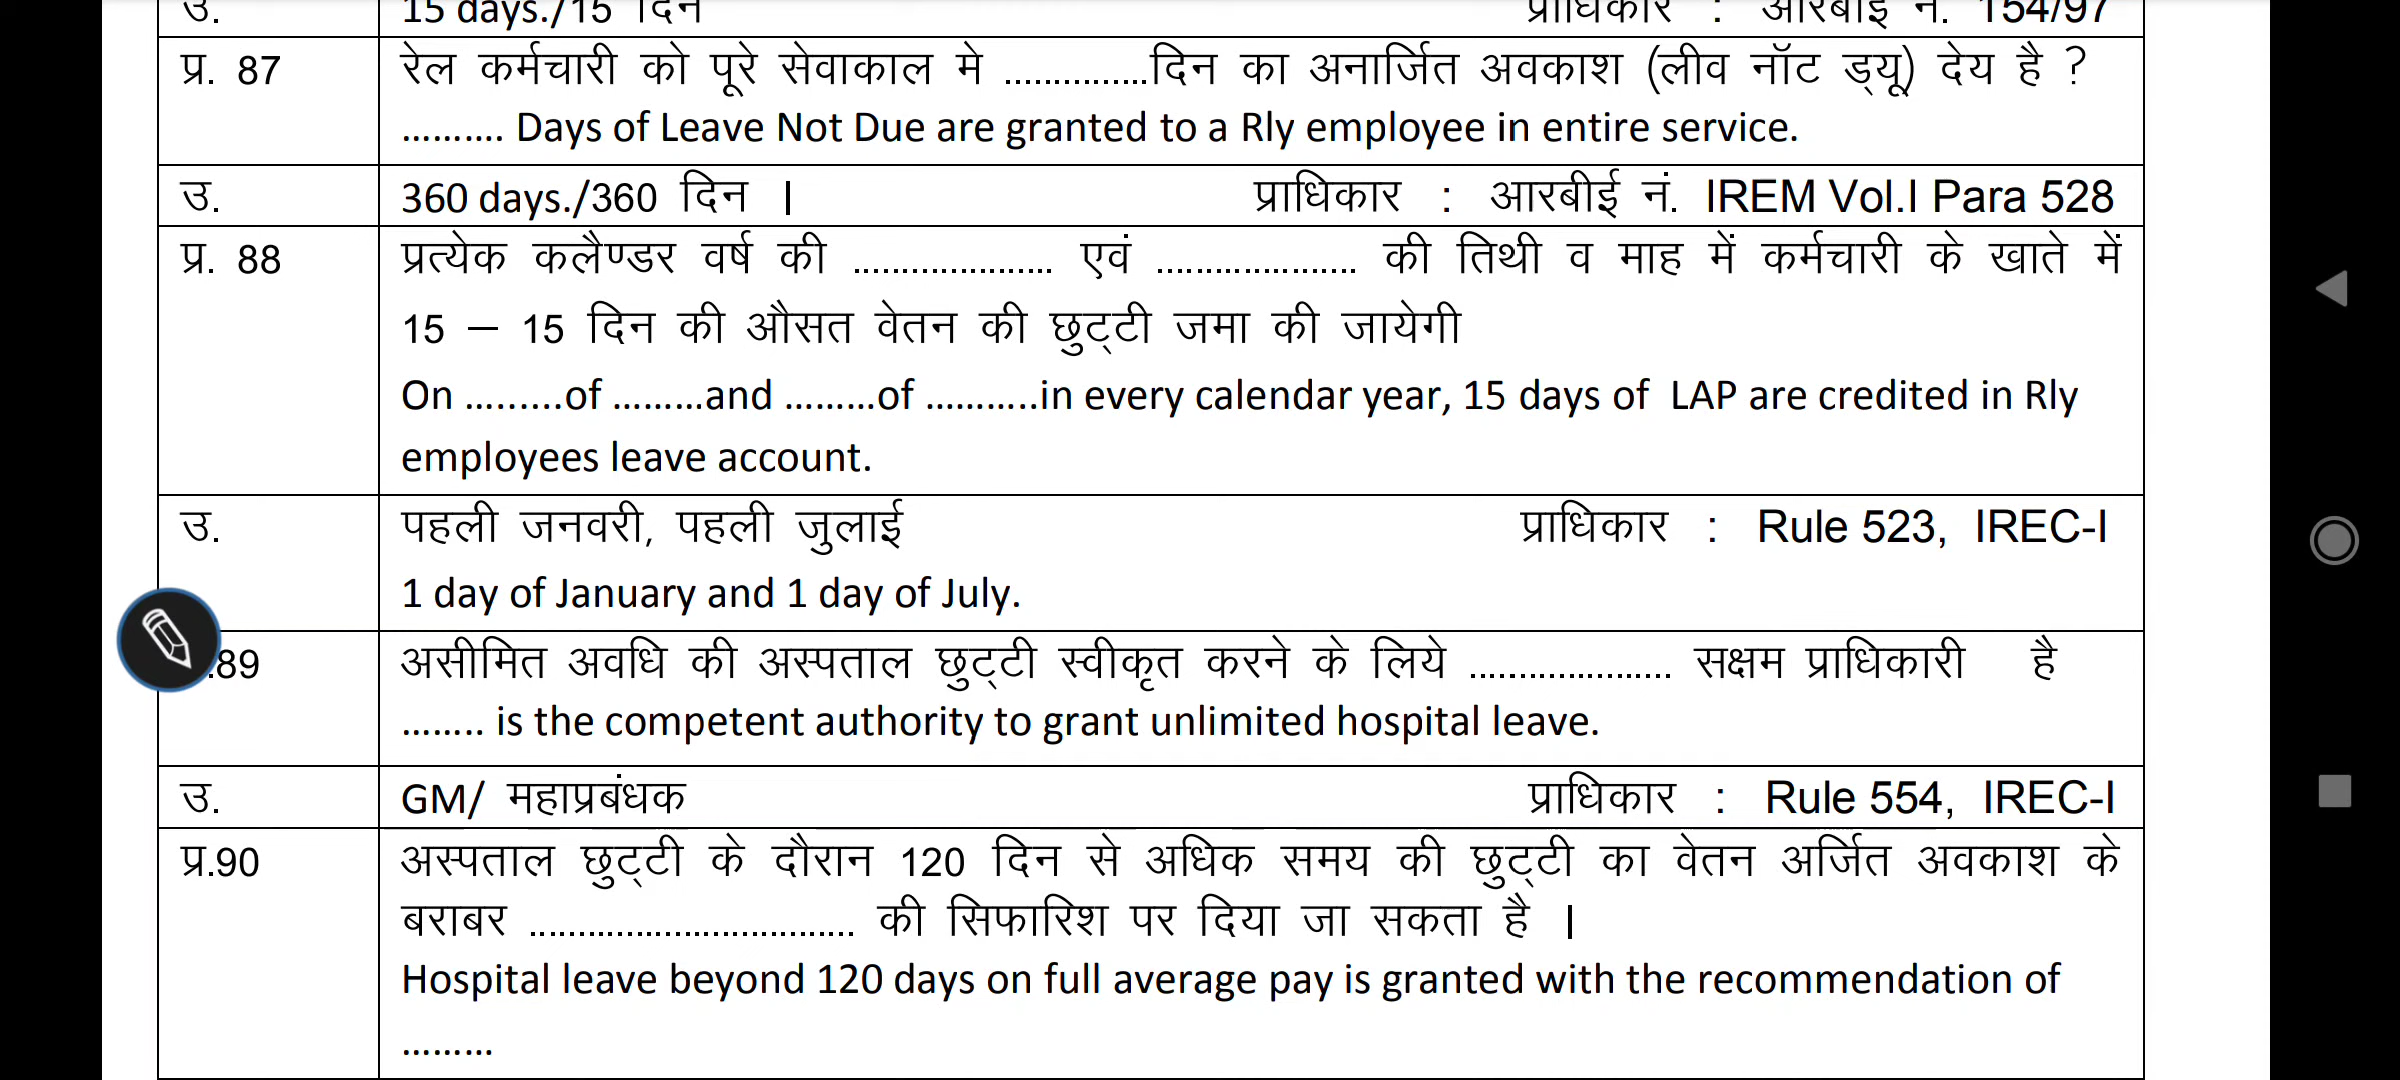 उ. 15 days./15 दिन प्राधिकार : आरबीई नं. 154/97
प्र. 87 रेल कर्मचारी को पूरे सेवाकाल मे ...............दिन का अनार्जित अवकाश (लीव नॉट ड्यू) देय है ?
.......... Days of Leave Not Due are granted to a Rly employee in entire service.
उ. 360 days./360 दिन । प्राधिकार : आरबीई नं. IREM Vol.I Para 528
प्र. 88 प्रत्येक कलैण्डर वर्ष की .................... एवं .................... की तिथी व माह में कर्मचारी के खाते में
15 – 15 दिन की औसत वेतन की छुट्टी जमा की जायेगी
On ..........of .........and .........of ...........in every calendar year, 15 days of LAP are credited in Rly
employees leave account.
उ. पहली जनवरी, पहली जुलाई प्राधिकार : Rule 523, IREC-I
1 day of January and 1 day of July.
.89 असीमित अवधि की अस्पताल छुट्टी स्वीकृत करने के लिये .................... सक्षम प्राधिकारी है
........ is the competent authority to grant unlimited hospital leave.
उ. GM/ महाप्रबंधक प्राधिकार : Rule 554, IREC-I
प्र.90 अस्पताल छुट्टी के दौरान 120 दिन से अधिक समय की छुट्टी का वेतन अर्जित अवकाश के
बराबर ................................ की सिफारिश पर दिया जा सकता है ।
Hospital leave beyond 120 days on full average pay is granted with the recommendation of
.........